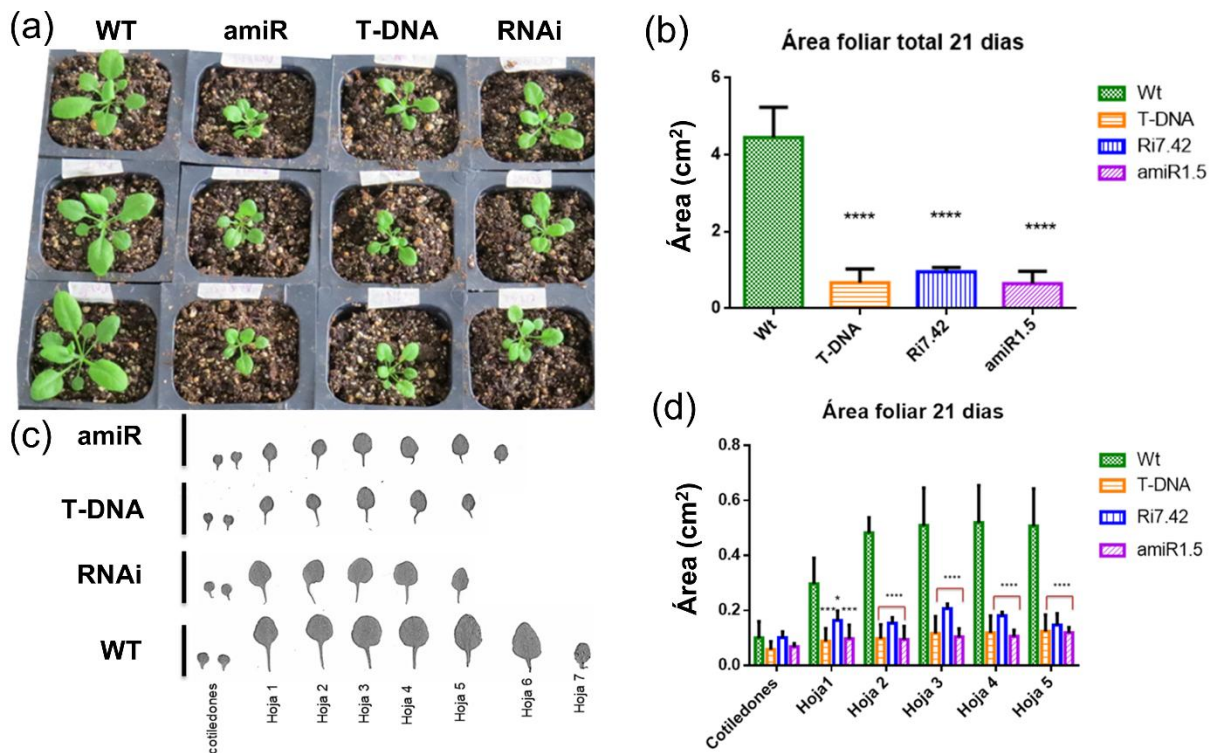 (a)
WT amiR T-DNA RNAi
(b)
Área foliar total 21 dias
Área (cm²)
6
4
2
0
**** **** ****
Wt
T-DNA
Ri7.42
amiR1.5
Wt
T-DNA
Ri7.42
amiR1.5
(c)
amiR
T-DNA
RNAi
WT
cotiledones
Hoja 1
Hoja 2
Hoja 3
Hoja 4
Hoja 5
Hoja 6
Hoja 7
(d)
Área foliar 21 dias
Área (cm²)
0.8
0.6
0.4
0.2
0.0
*
**** ****
**** **** **** ****
Wt
T-DNA
Ri7.42
amiR1.5
Cotiledones
Hoja1
Hoja 2
Hoja 3
Hoja 4
Hoja 5